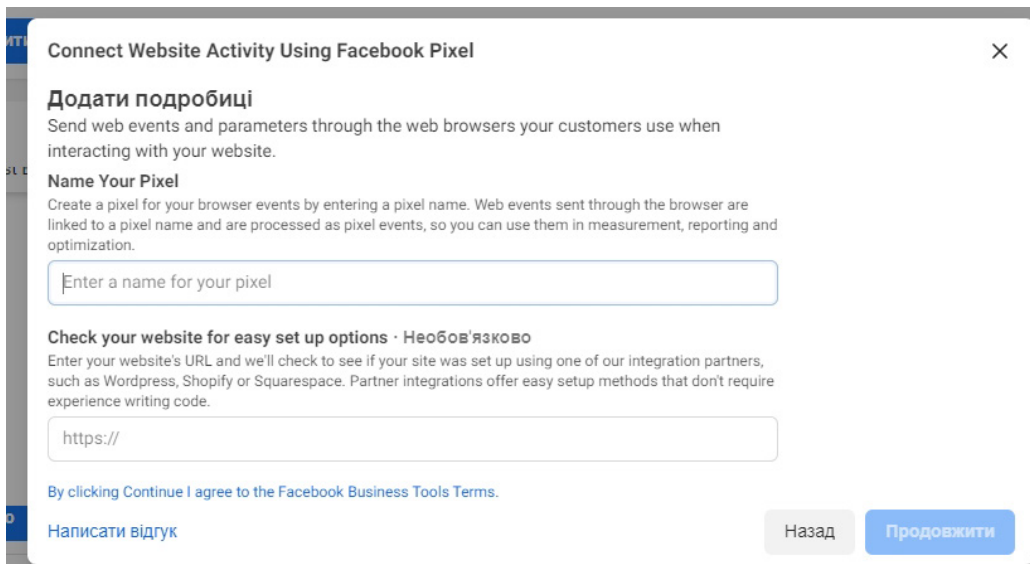 Connect Website Activity Using Facebook Pixel
Додати подробиці
Send web events and parameters through the web browsers your customers use when
interacting with your website.
Name Your Pixel
Create a pixel for your browser events by entering a pixel name. Web events sent through the browser are
linked to a pixel name and are processed as pixel events, so you can use them in measurement, reporting and
optimization.
Enter a name for your pixel
Check your website for easy set up options · Необов'язково
Enter your website's URL and we'll check to see if your site was set up using one of our integration partners,
such as Wordpress, Shopify or Squarespace. Partner integrations offer easy setup methods that don't require
experience writing code.
https://
By clicking Continue I agree to the Facebook Business Tools Terms.
Написати відгук
Назад
Продовжити